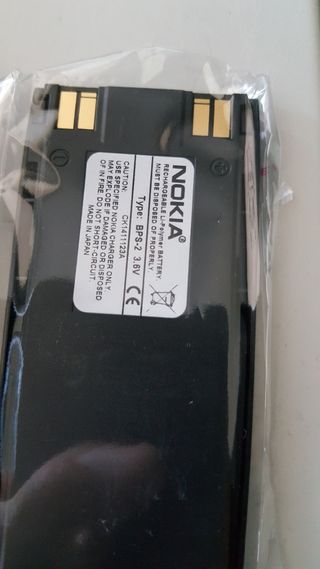 NOKIA
RECHARGEABLE Li-Polymer BATTERY.
MUST BE DISPOSED OF PROPERLY.
Type: BPS-2 3.6V
CK1411123A
CAUTION:
USE SPECIFIED NOKIA CHARGER ONLY.
MAY EXPLODE IF DAMAGED OR DISPOSED
OF IN FIRE. DO NOT SHORT-CIRCUIT.
MADE IN JAPAN
CE